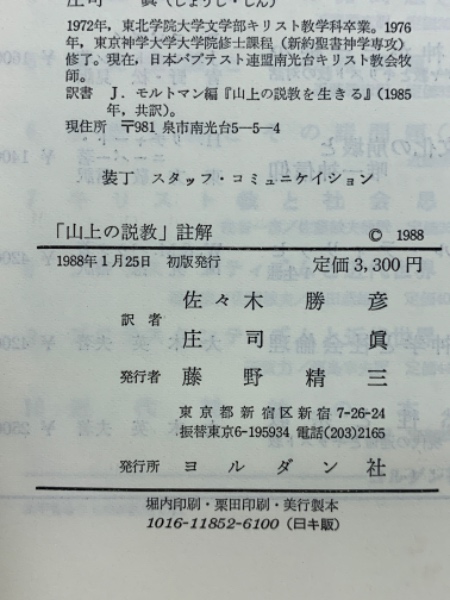 庄司 眞（しょうじ・しん）
1972年，東北学院大学文学部キリスト教学科卒業。1976
年，東京神学大学大学院修士課程（新約聖書神学専攻）
修了。現在，日本バプテスト連盟南光台キリスト教会牧
師。
訳書 J．モルトマン編『山上の説教を生きる』（1985
年，共訳）。
現住所 〒981 泉市南光台5-5-4
装丁 スタッフ・コミュニケイション
「山上の説教」註解 © 1988
1988年1月25日 初版発行 定価3,300円
訳者 佐々木勝彦
庄司眞
発行者 藤野精三
東京都新宿区新宿7-26-24
振替東京6-195934 電話(203)2165
発行所 ヨルダン社
堀内印刷・栗田印刷・美行製本
1016-11852-6100（日キ販）